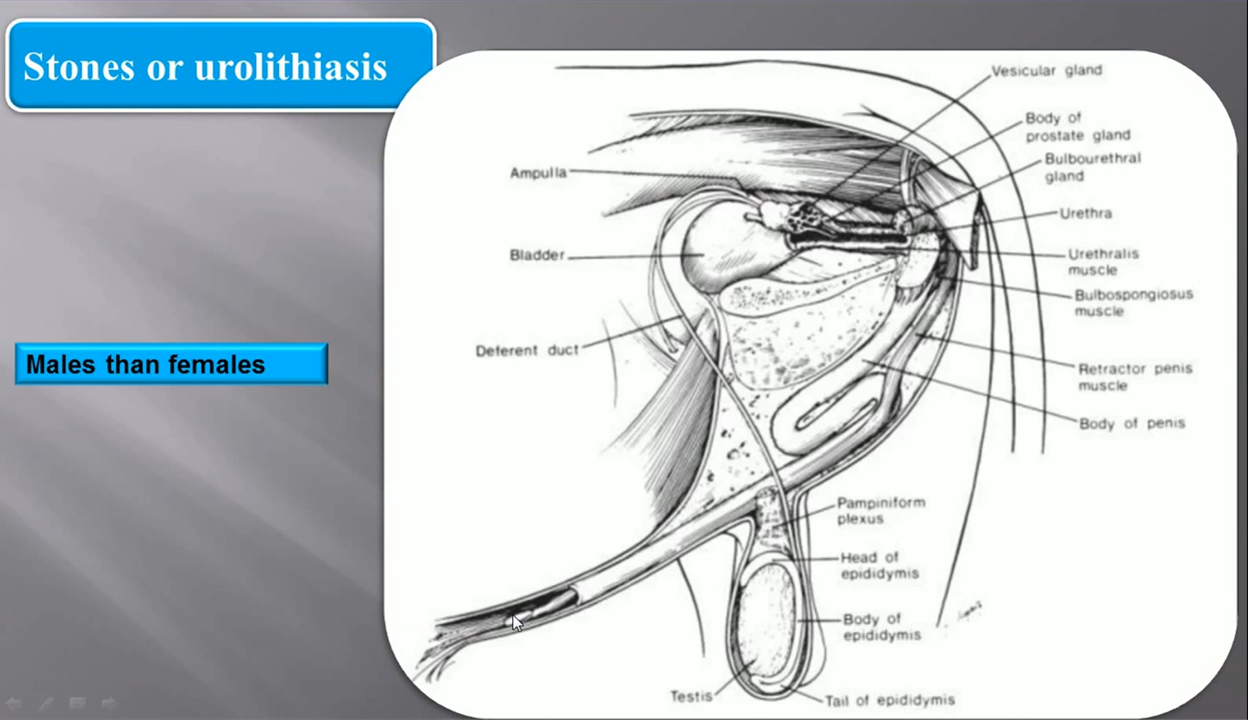 Stones or urolithiasis
Males than females
Vesicular gland
Body of
prostate gland
Bulbourethral
gland
Ampulla
Urethra
Bladder
Urethralis
muscle
Bulbospongiosus
muscle
Deferent duct
Retractor penis
muscle
Body of penis
Pampiniform
plexus
Head of
epididymis
Body of
epididymis
Testis
Tail of epididymis